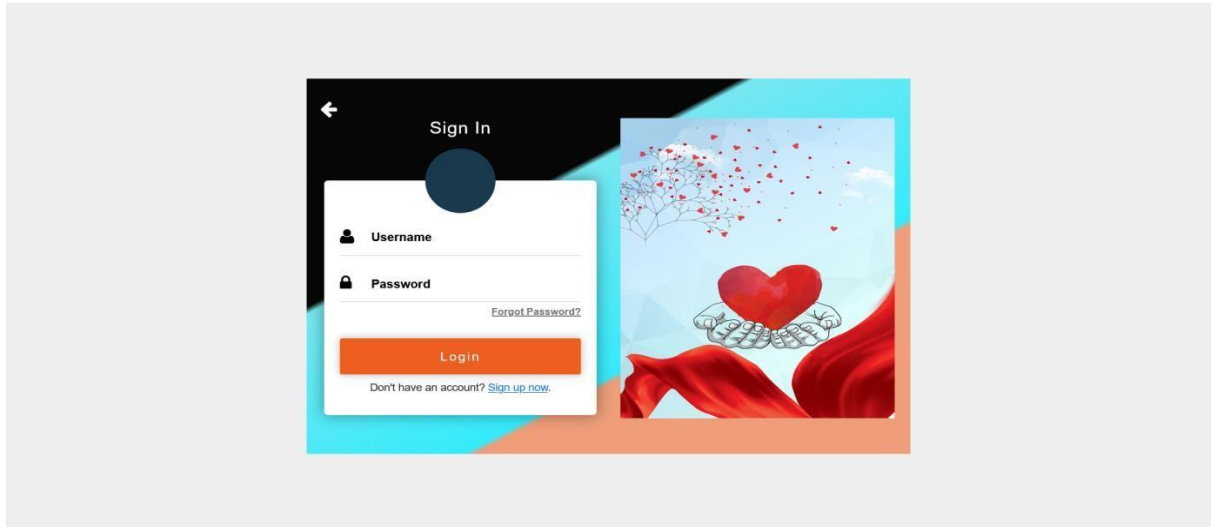 Sign In
Username
Password
Forgot Password?
Login
Don't have an account? Sign up now.